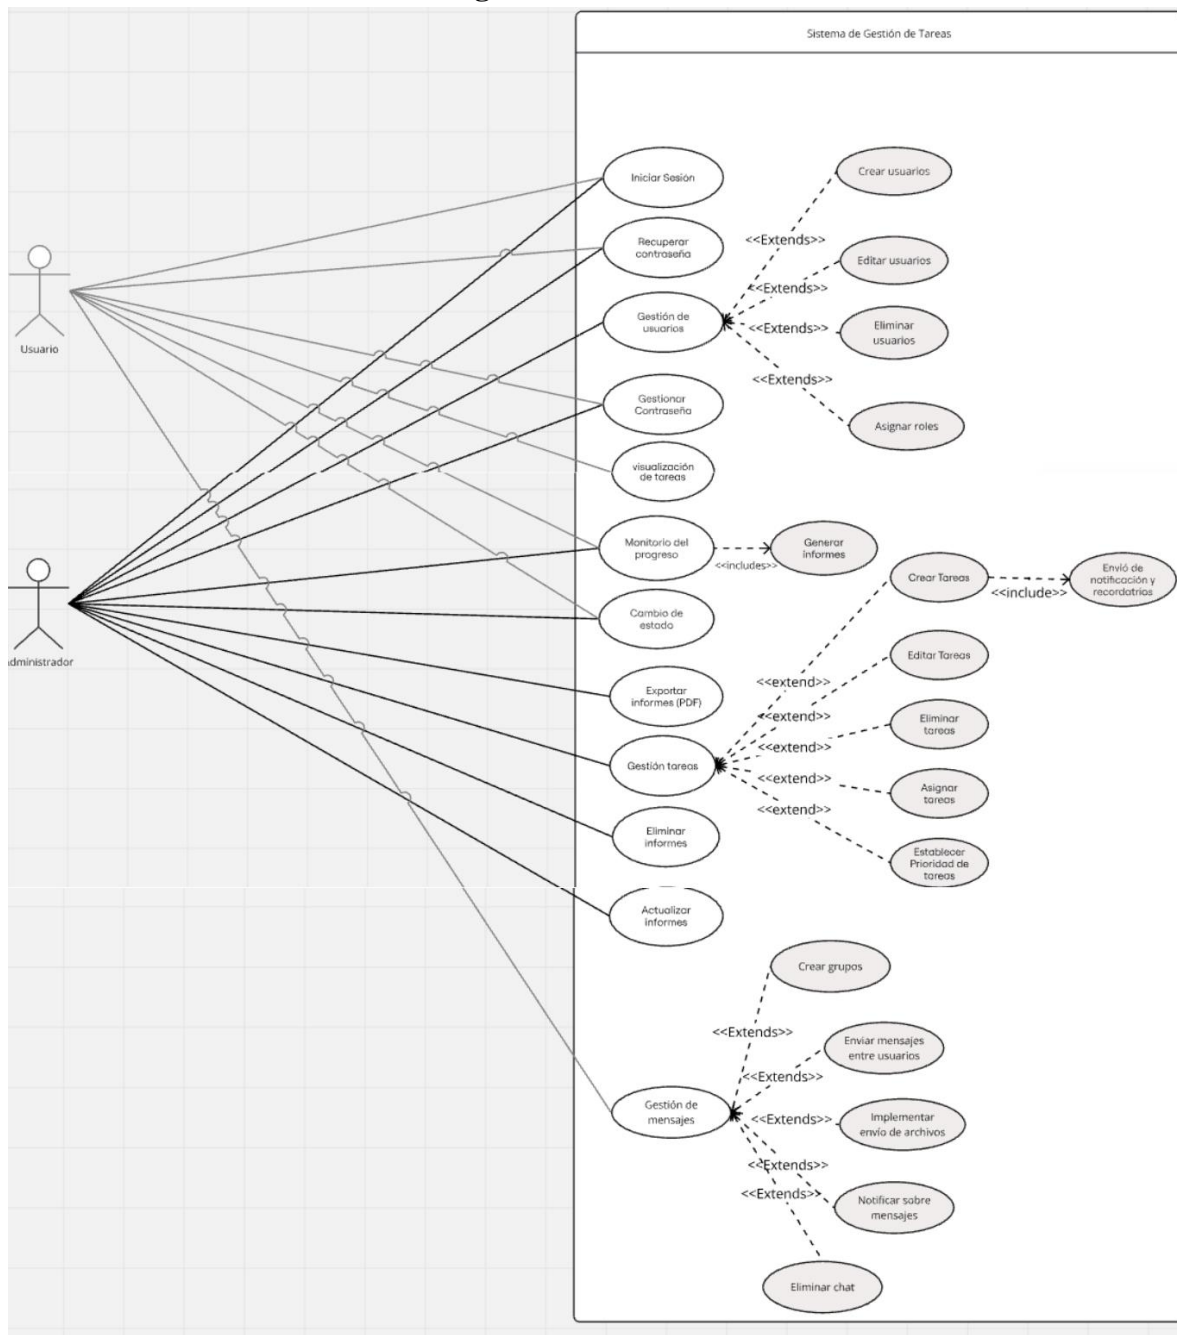 Sistema de Gestión de Tareas
Iniciar Sesión
Crear usuarios
<<Extends>>
Recuperar
contraseña
Editar usuarios
<<Extends>>
Usuario
Gestión de
usuarios
<<Extends>>
Eliminar
usuarios
<<Extends>>
Gestionar
Contraseña
Asignar roles
visualización
de tareas
Monitorio del
progreso
<<includes>>
Generar
informes
Crear Tareas
<<include>>
Envió de
notificación y
recordatrios
dministrador
Cambio de
estado
Editar Tareas
<<extend>>
Exportar
informes (PDF)
<<extend>>
Eliminar
tareas
<<extend>>
Gestión tareas
<<extend>>
Asignar
tareas
<<extend>>
Eliminar
informes
Establecer
Prioridad de
tareas
Actualizar
informes
Crear grupos
<<Extends>>
Enviar mensajes
entre usuarios
<<Extends>>
Gestión de
mensajes
<<Extends>>
Implementar
envío de archivos
<<Extends>>
<<Extends>>
Notificar sobre
mensajes
Eliminar chat